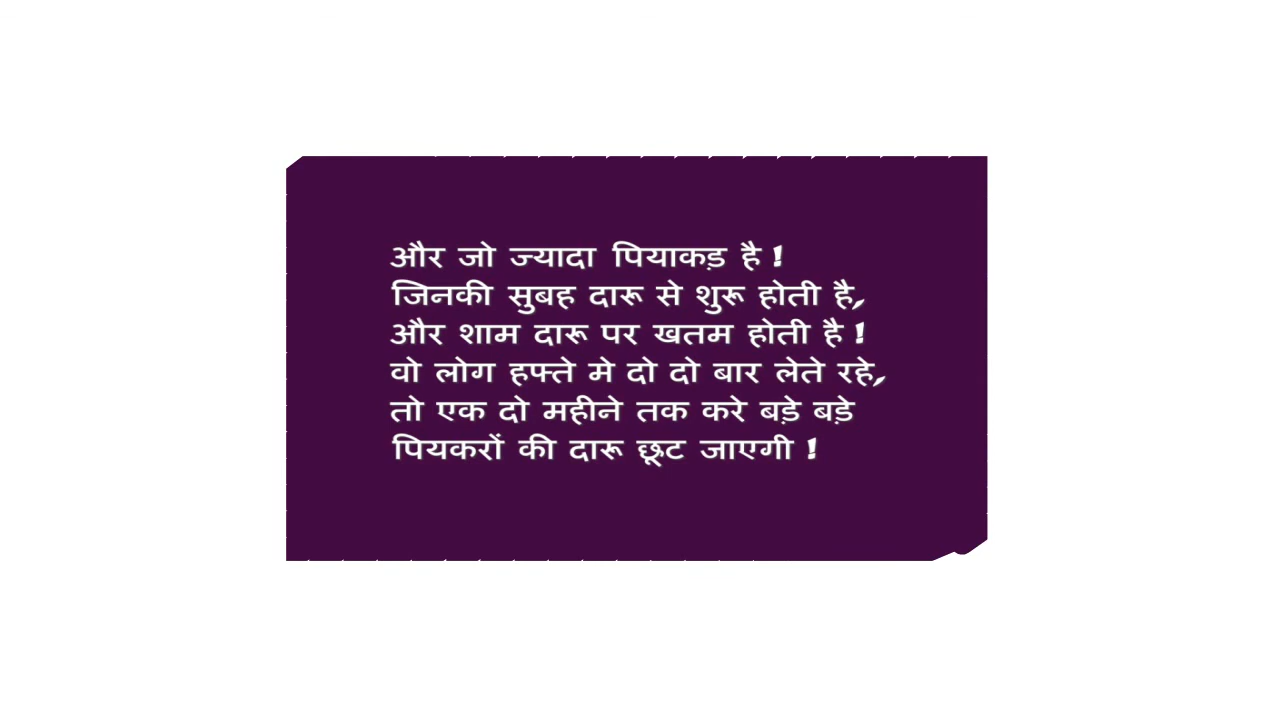 और जो ज्यादा पियाकड़ है !
जिनकी सुबह दारू से शुरू होती है,
और शाम दारू पर खतम होती है !
वो लोग हफ्ते मे दो दो बार लेते रहे,
तो एक दो महीने तक करे बड़े बड़े
पियकरों की दारू छूट जाएगी !